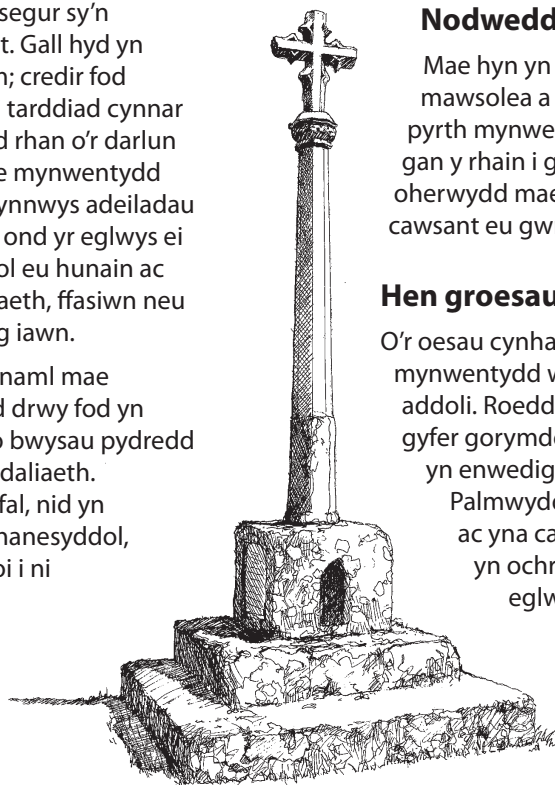 segur sy'n
t. Gall hyd yn
n; credir fod
tarddiad cynnar
d rhan o'r darlun
e mynwentydd
ynnwys adeiladau
ond yr eglwys ei
ol eu hunain ac
aeth, ffasiwn neu
g iawn.
naml mae
d drwy fod yn
o bwysau pydredd
daliaeth.
fal, nid yn
hanesyddol,
oi i ni
Nodwedd
Mae hyn yn
mawsolea a
pyrth mynwe
gan y rhain i g
oherwydd mae
cawsant eu gw
Hen groesau
O'r oesau cynha
mynwentydd w
addoli. Roedd
gyfer gorymde
yn enwedig
Palmwydd
ac yna ca
yn ochr
eglw